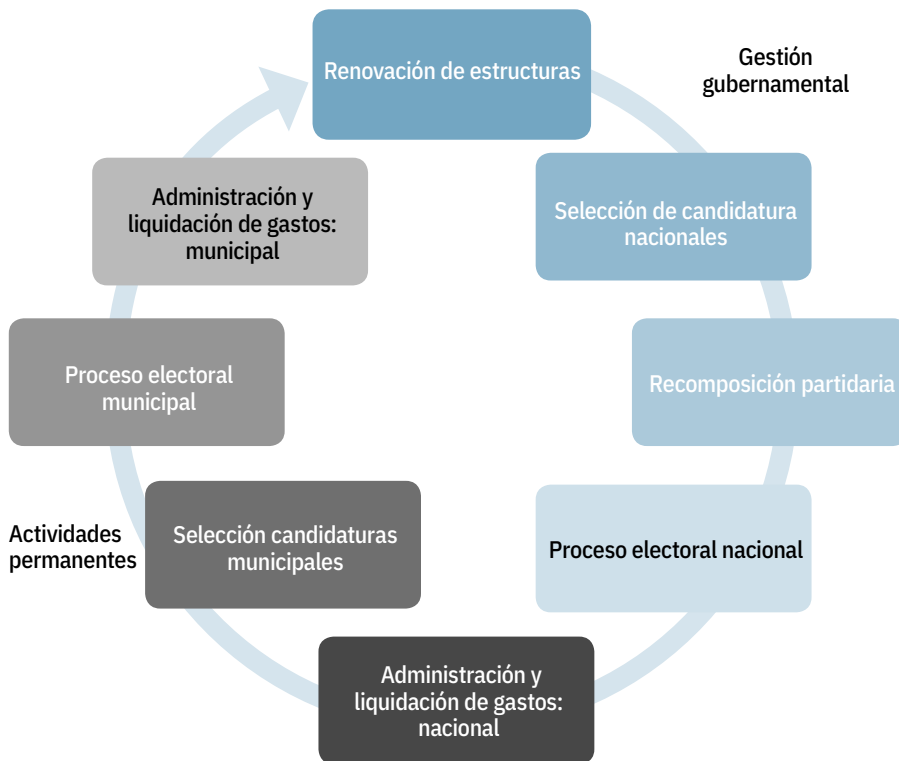 Renovación de estructuras
Gestión
gubernamental
Selección de candidatura
nacionales
Recomposición partidaria
Proceso electoral nacional
Administración y
liquidación de gastos:
nacional
Selección candidaturas
municipales
Actividades
permanentes
Proceso electoral
municipal
Administración y
liquidación de gastos:
municipal